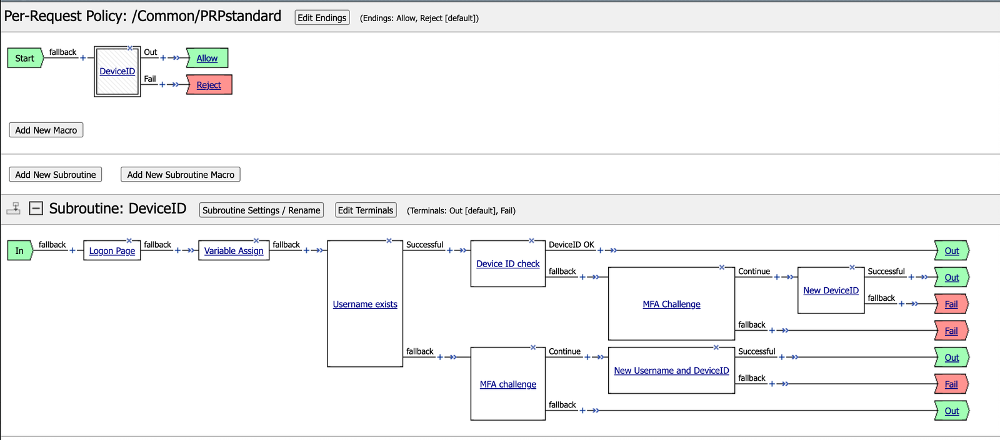 Per-Request Policy: /Common/PRPstandard Edit Endings (Endings: Allow, Reject [default])
Start fallback + DeviceID × Out + Allow
Fail + Reject
Add New Macro
Add New Subroutine Add New Subroutine Macro
Subroutine: DeviceID Subroutine Settings / Rename Edit Terminals (Terminals: Out [default], Fail)
In fallback + Logon Page × fallback + Variable Assign × fallback + Username exists × Successful + Device ID check × DeviceID OK + Out
fallback + MFA Challenge × Continue + New DeviceID × Successful + Out
fallback + Fail
fallback + Fail
fallback + MFA challenge × Continue + New Username and DeviceID × Successful + Out
fallback + Fail
fallback + Out